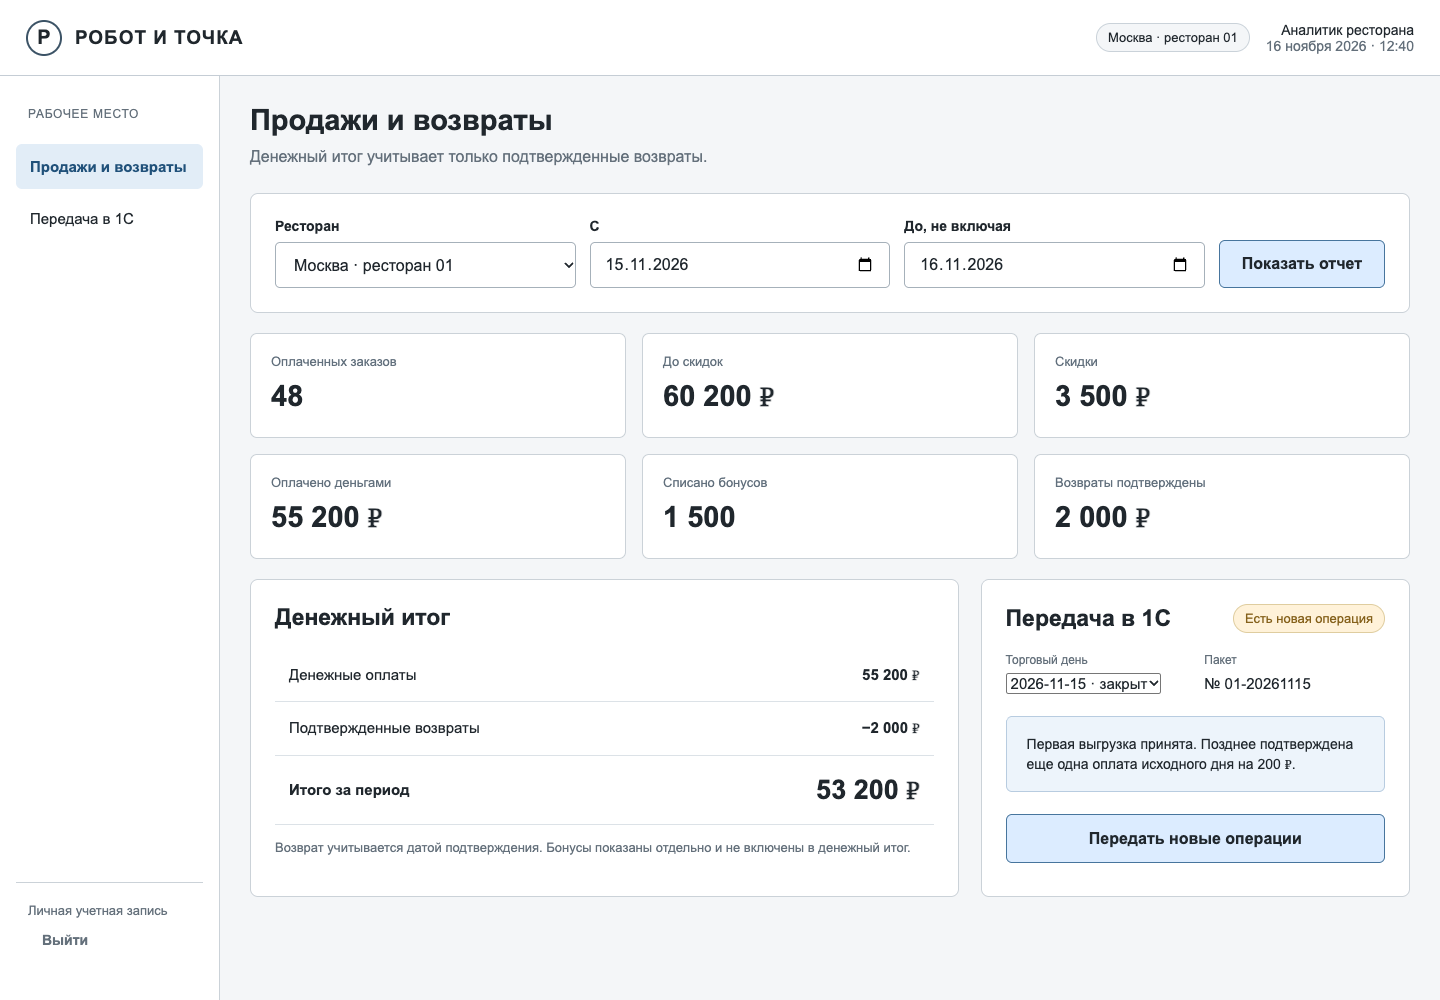 Р РОБОТ И ТОЧКА
Москва · ресторан 01
Аналитик ресторана
16 ноября 2026 · 12:40
РАБОЧЕЕ МЕСТО
Продажи и возвраты
Передача в 1С
Личная учетная запись
Выйти
Продажи и возвраты
Денежный итог учитывает только подтвержденные возвраты.
Ресторан
Москва · ресторан 01
С
15.11.2026
До, не включая
16.11.2026
Показать отчет
Оплаченных заказов
48
До скидок
60 200 ₽
Скидки
3 500 ₽
Оплачено деньгами
55 200 ₽
Списано бонусов
1 500
Возвраты подтверждены
2 000 ₽
Денежный итог
Денежные оплаты 55 200 ₽
Подтвержденные возвраты −2 000 ₽
Итого за период 53 200 ₽
Возврат учитывается датой подтверждения. Бонусы показаны отдельно и не включены в денежный итог.
Передача в 1С
Есть новая операция
Торговый день
2026-11-15 · закрыт
Пакет
№ 01-20261115
Первая выгрузка принята. Позднее подтверждена
еще одна оплата исходного дня на 200 ₽.
Передать новые операции